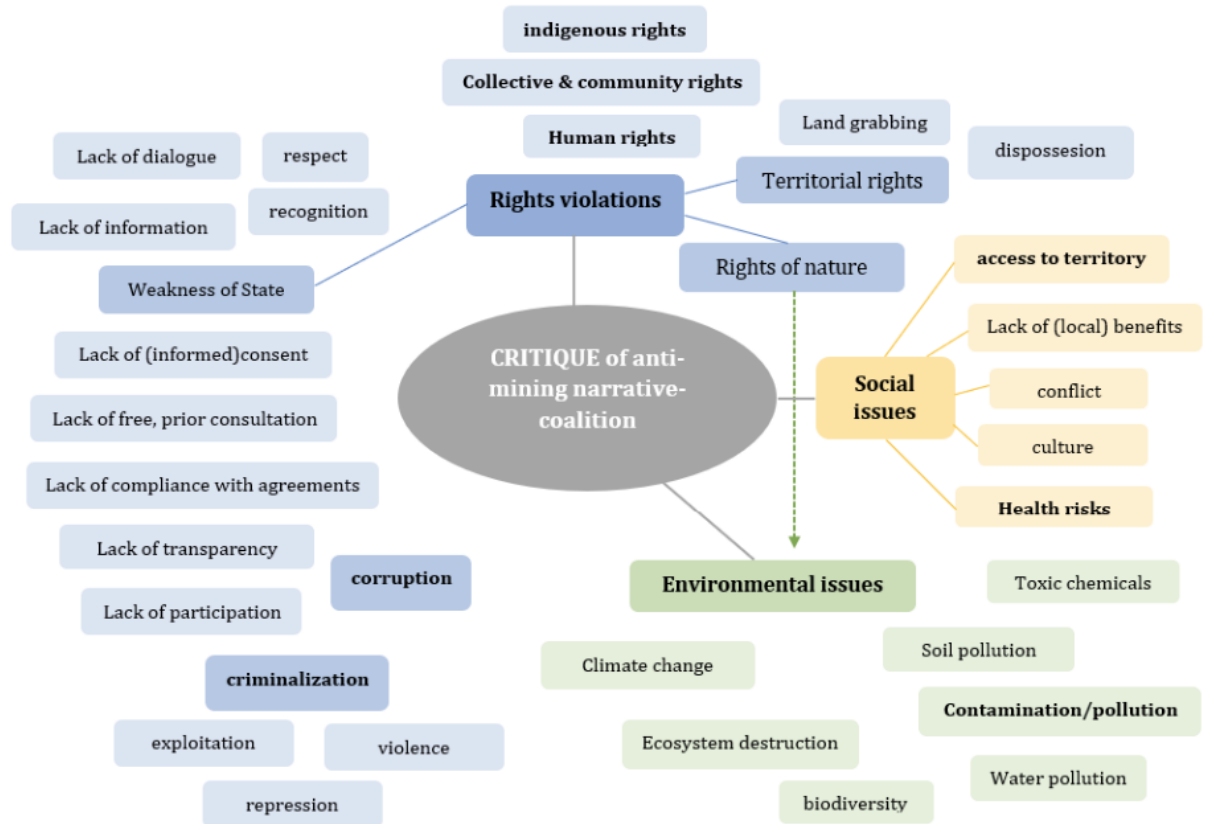 indigenous rights
Collective & community rights
Human rights
Land grabbing
dispossesion
Lack of dialogue
respect
Territorial rights
Rights violations
recognition
Lack of information
Rights of nature
access to territory
Weakness of State
Lack of (local) benefits
Lack of (informed)consent
CRITIQUE of anti-
mining narrative-
coalition
Social
issues
conflict
Lack of free, prior consultation
culture
Lack of compliance with agreements
Health risks
Lack of transparency
corruption
Environmental issues
Toxic chemicals
Lack of participation
Soil pollution
Climate change
criminalization
Contamination/pollution
exploitation
violence
Ecosystem destruction
Water pollution
repression
biodiversity